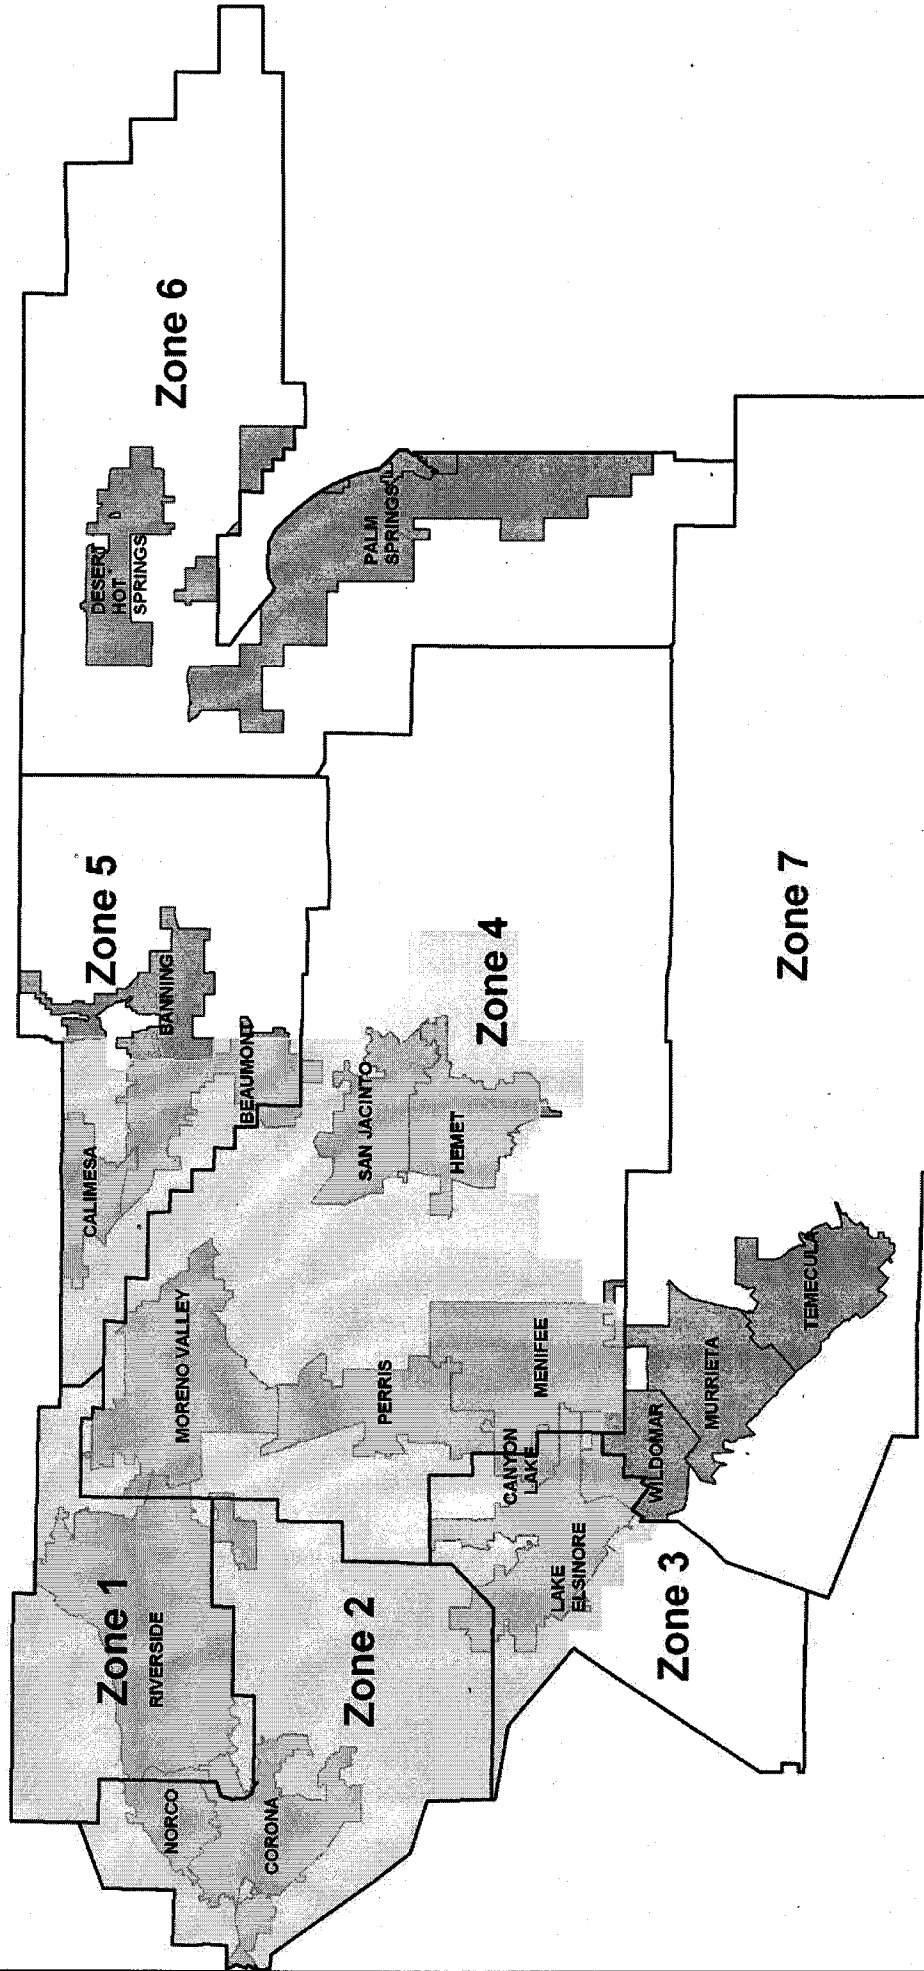 Zone 6
DESERT
HOT
SPRINGS
PALM
SPRINGS
Zone 5
BANNING
BEAUMONT
CALIMESA
Zone 4
SAN JACINTO
HEMET
Zone 7
MORENO VALLEY
PERRIS
MENIFEE
CANYON
LAKE
WILDOMAR
MURRIETA
TEMECULA
Zone 1
RIVERSIDE
Zone 2
LAKE
ELSINORE
Zone 3
NORCO
CORONA